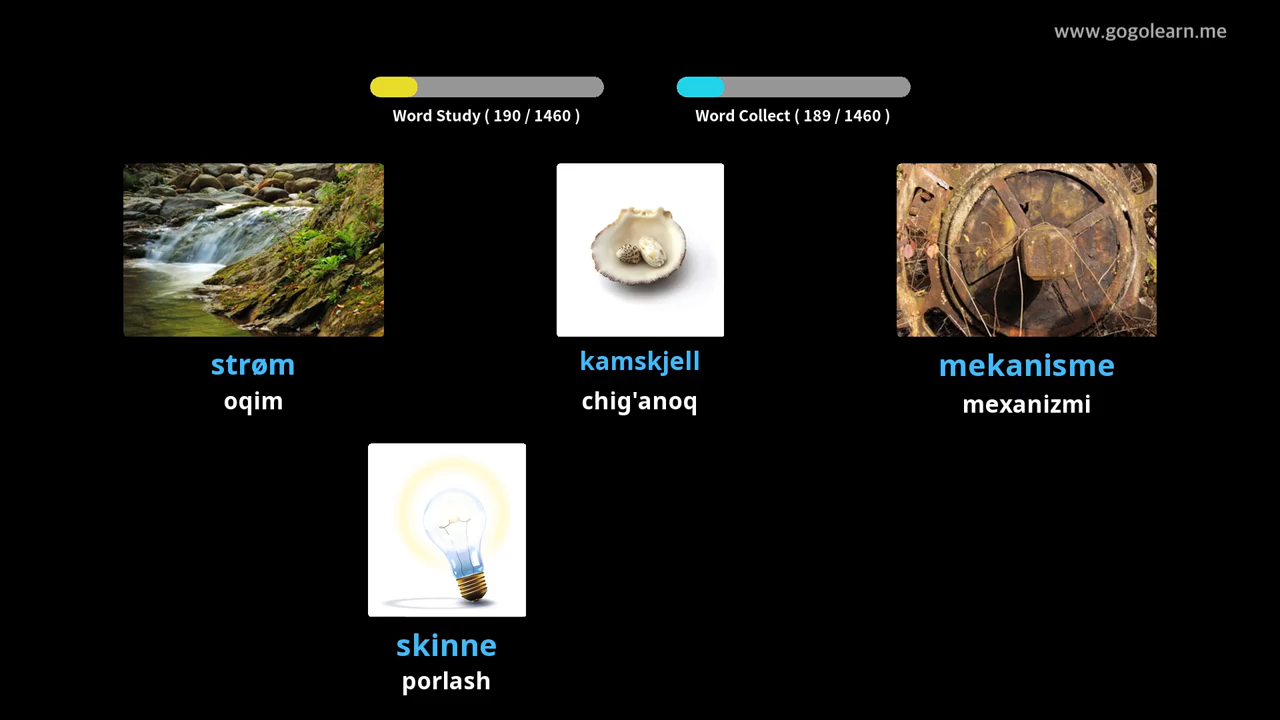 www.gogolearn.me
Word Study ( 190 / 1460 )
Word Collect ( 189 / 1460 )
strøm
oqim
kamskjell
chig'anoq
mekanisme
mexanizmi
skinne
porlash